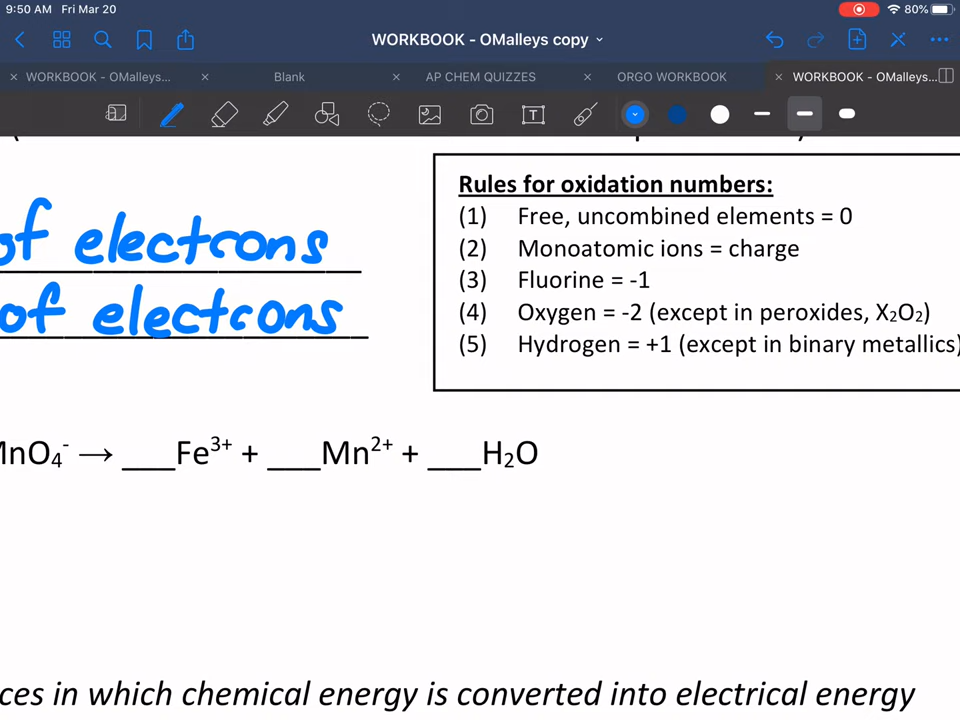 9:50 AM Fri Mar 20
80%
WORKBOOK - OMalleys copy
WORKBOOK - OMalleys...
Blank
AP CHEM QUIZZES
ORGO WORKBOOK
WORKBOOK - OMalleys...
of electrons
of electrons
Rules for oxidation numbers:
(1) Free, uncombined elements = 0
(2) Monoatomic ions = charge
(3) Fluorine = -1
(4) Oxygen = -2 (except in peroxides, X₂O₂)
(5) Hydrogen = +1 (except in binary metallics)
MnO₄⁻ → ___Fe³⁺ + ___Mn²⁺ + ___H₂O
ces in which chemical energy is converted into electrical energy